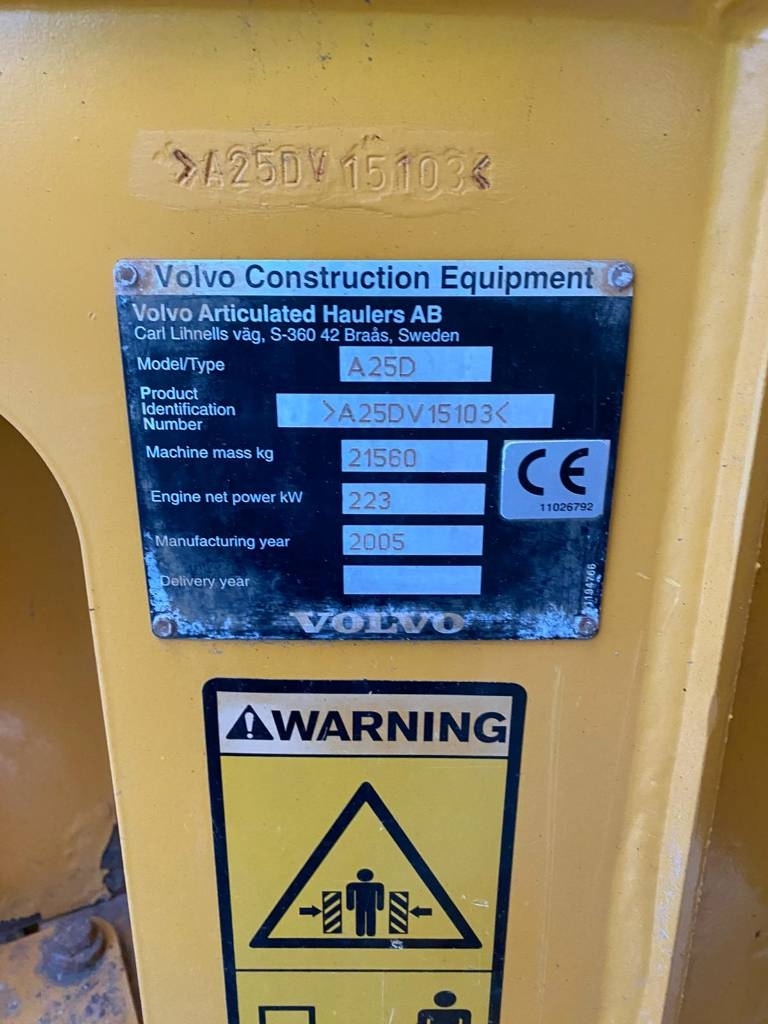 >A25DV15103<
Volvo Construction Equipment
Volvo Articulated Haulers AB
Carl Lihnells väg, S-360 42 Braås, Sweden
Model/Type A25D
Product
Identification
Number >A25DV15103<
Machine mass kg 21560
CE
Engine net power kW 223
11026792
Manufacturing year 2005
Delivery year
VOLVO
WARNING